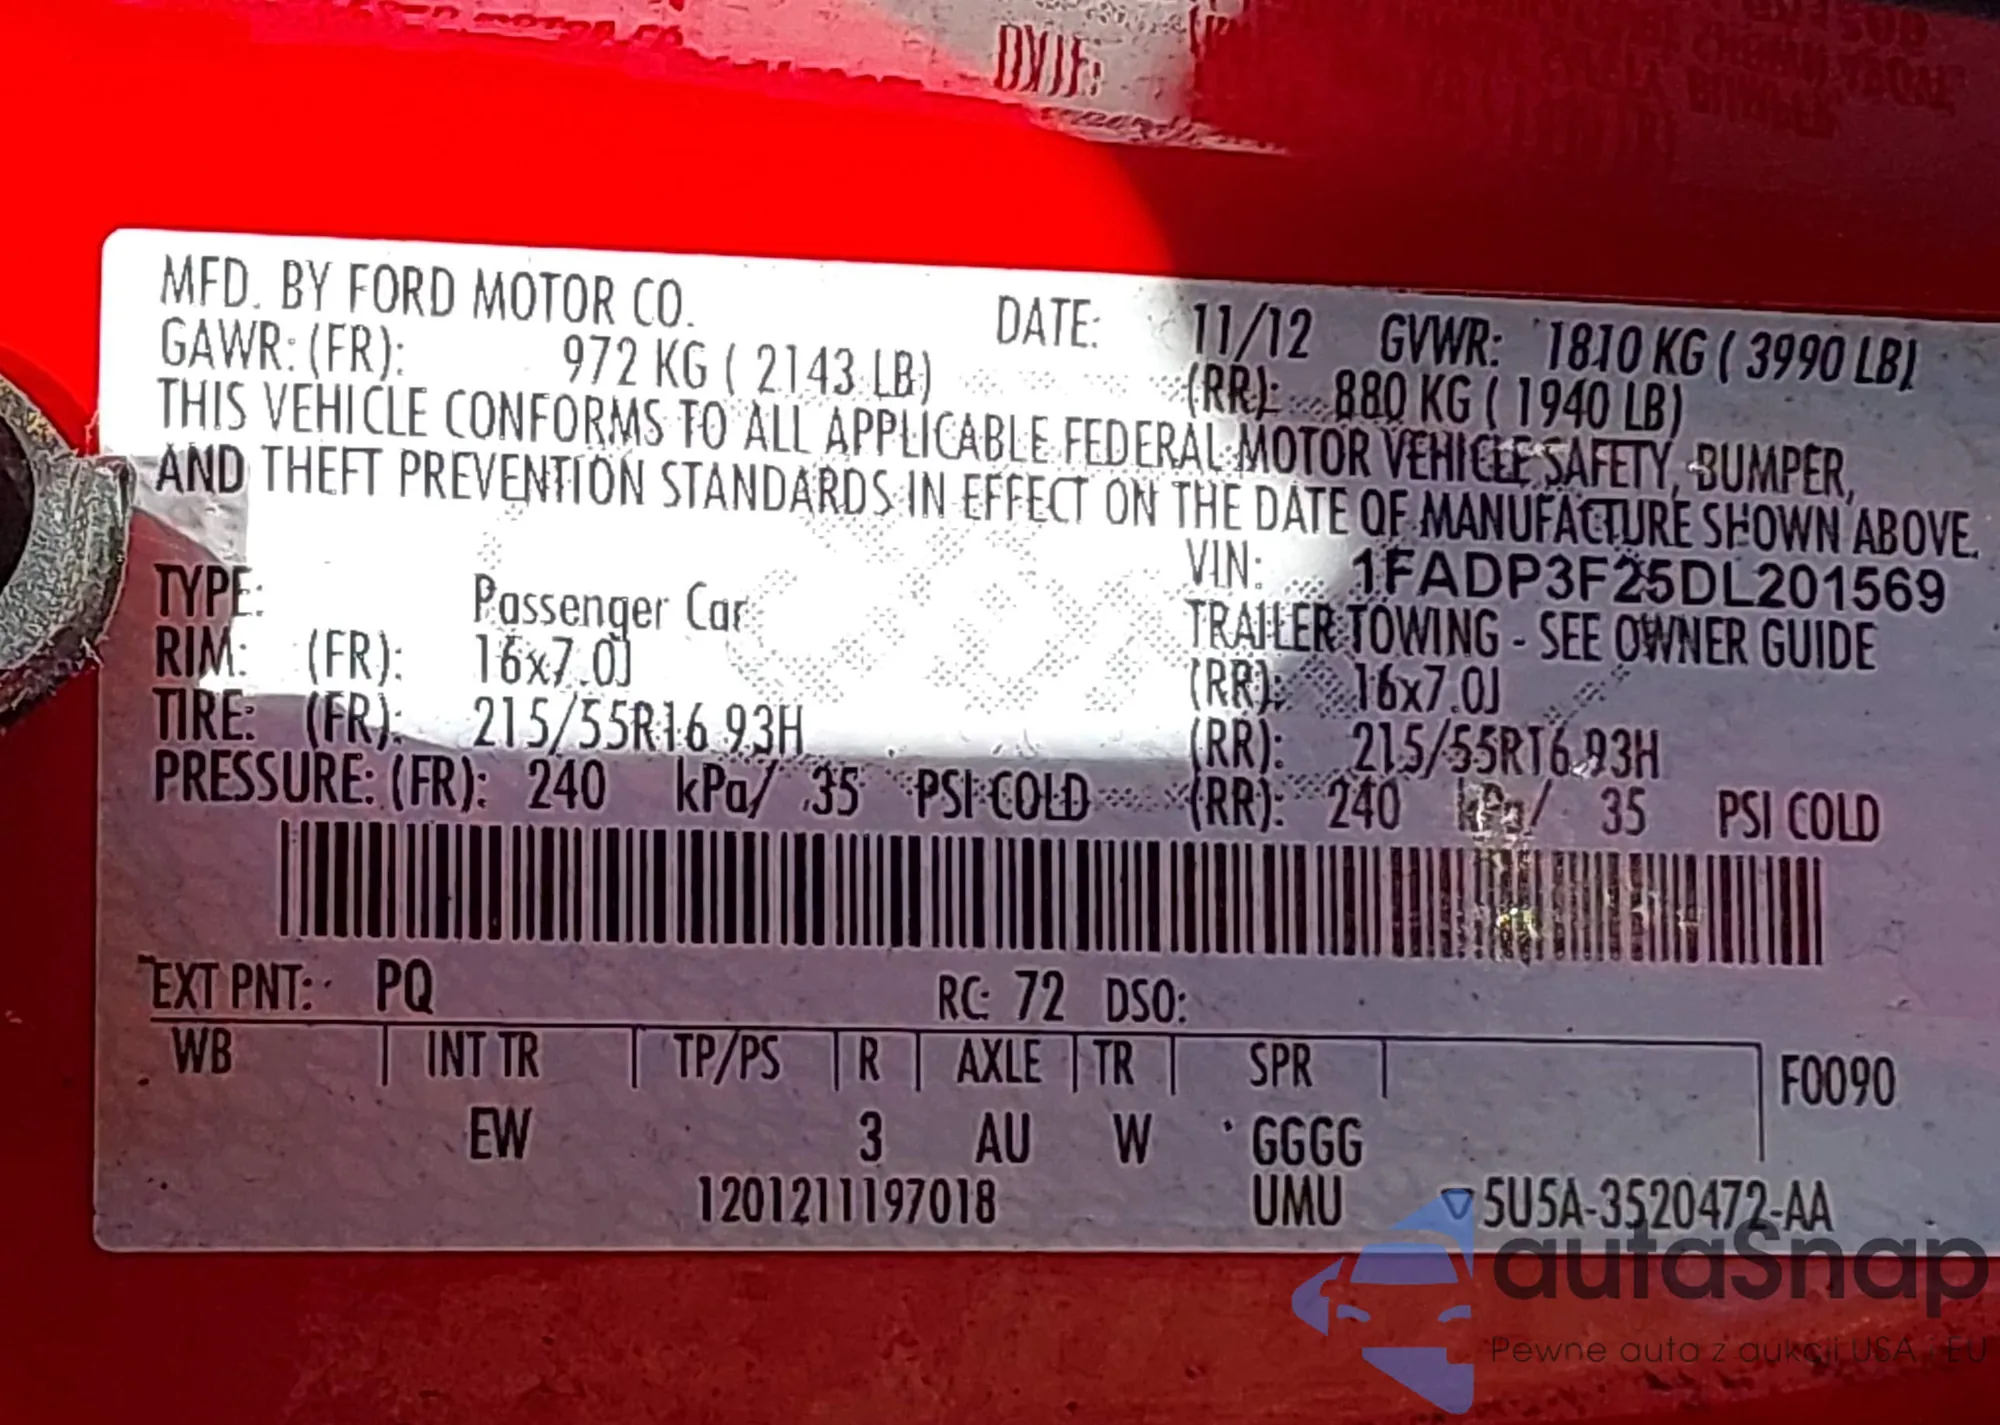 MFD. BY FORD MOTOR CO. DATE: 11/12 GVWR: 1810 KG ( 3990 LB)
GAWR: (FR): 972 KG ( 2143 LB) (RR): 880 KG ( 1940 LB)
THIS VEHICLE CONFORMS TO ALL APPLICABLE FEDERAL MOTOR VEHICLE SAFETY, BUMPER,
AND THEFT PREVENTION STANDARDS IN EFFECT ON THE DATE OF MANUFACTURE SHOWN ABOVE.
VIN: 1FADP3F25DL201569
TYPE: Passenger Car TRAILER TOWING - SEE OWNER GUIDE
RIM: (FR): 16x7.0J (RR): 16x7.0J
TIRE: (FR): 215/55R16 93H (RR): 215/55R16 93H
PRESSURE: (FR): 240 kPa/ 35 PSI COLD (RR): 240 kPa/ 35 PSI COLD
EXT PNT: PQ RC: 72 DSO:
WB INT TR TP/PS R AXLE TR SPR F0090
EW 3 AU W GGGG
1201211197018 UMU 5U5A-3520472-AA
autaSnap
Pewne auta z aukcji USA i EU